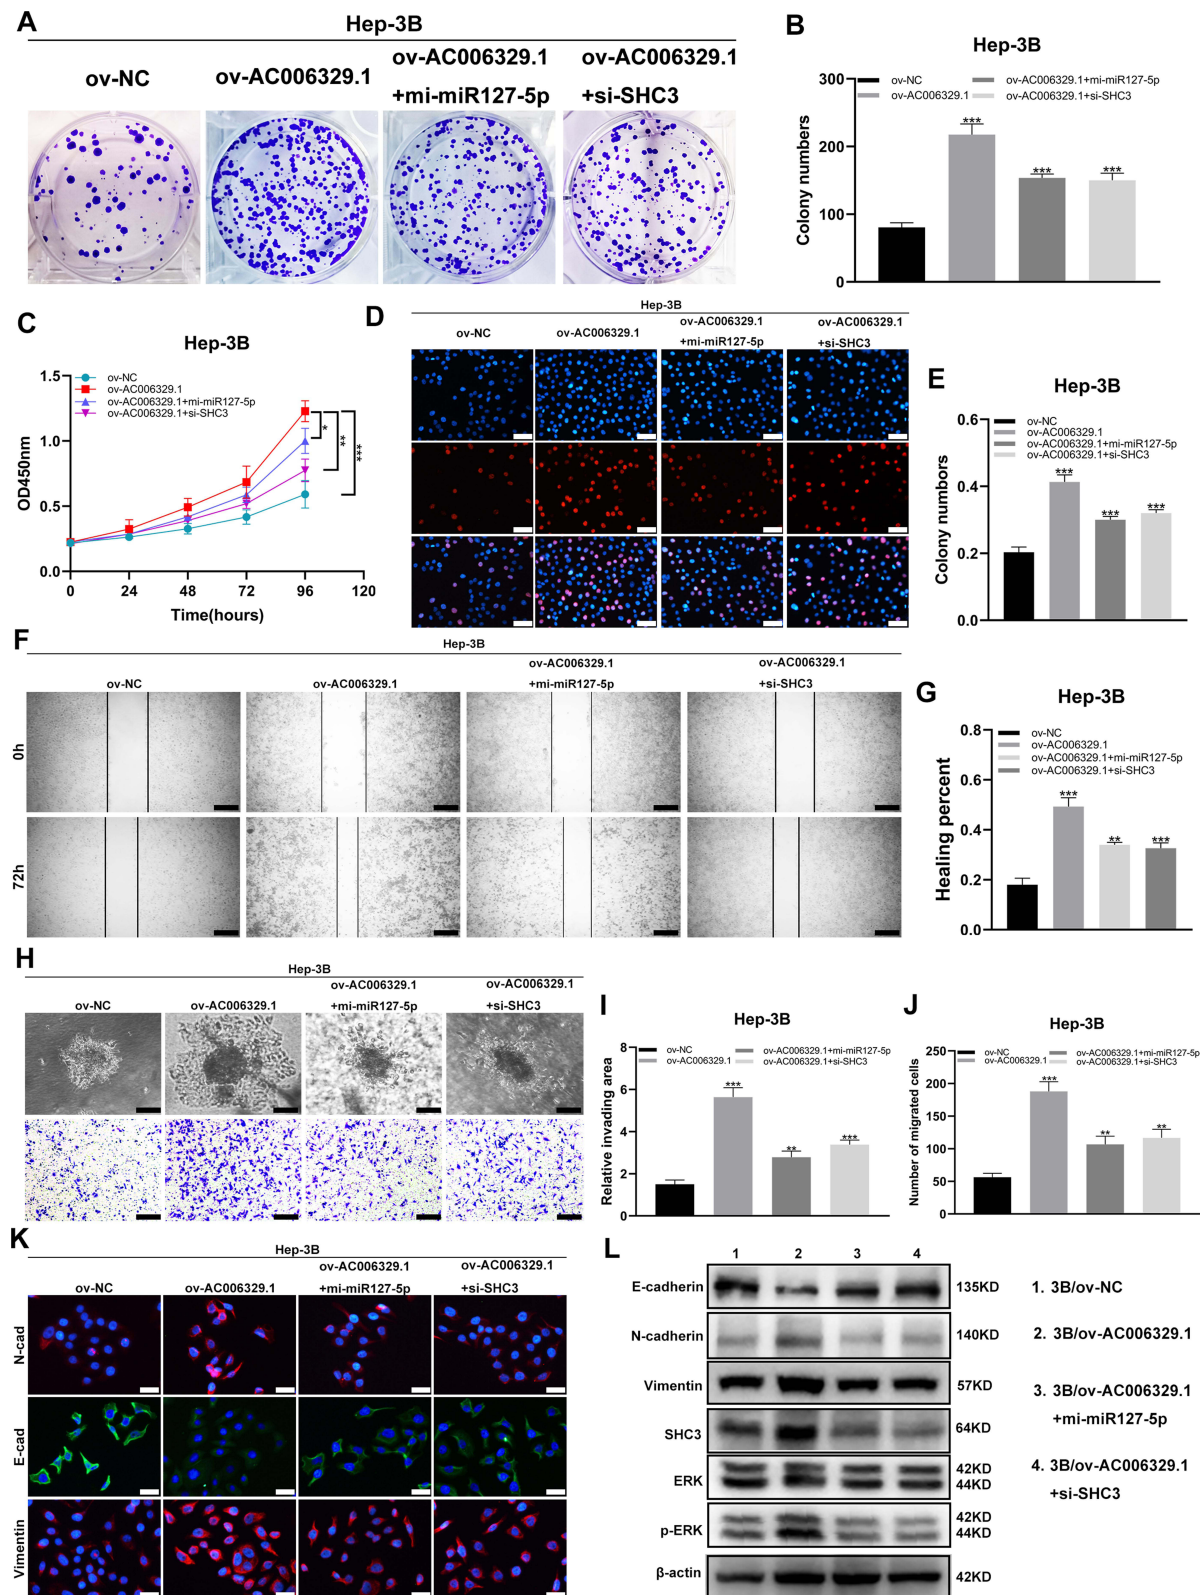 A
Hep-3B
ov-NC
ov-AC006329.1
ov-AC006329.1
+mi-miR127-5p
ov-AC006329.1
+si-SHC3
B
Hep-3B
ov-NC
ov-AC006329.1
ov-AC006329.1+mi-miR127-5p
ov-AC006329.1+si-SHC3
Colony numbers
300
200
100
0
***
***
***
C
Hep-3B
ov-NC
ov-AC006329.1
ov-AC006329.1+mi-miR127-5p
ov-AC006329.1+si-SHC3
OD450nm
1.5
1.0
0.5
0.0
0
24
48
72
96
120
Time(hours)
*
**
***
D
Hep-3B
ov-NC
ov-AC006329.1
ov-AC006329.1
+mi-miR127-5p
ov-AC006329.1
+si-SHC3
E
Hep-3B
ov-NC
ov-AC006329.1
ov-AC006329.1+mi-miR127-5p
ov-AC006329.1+si-SHC3
Colony numbors
0.6
0.4
0.2
0.0
***
***
***
F
Hep-3B
ov-NC
ov-AC006329.1
ov-AC006329.1
+mi-miR127-5p
ov-AC006329.1
+si-SHC3
0h
72h
G
Hep-3B
ov-NC
ov-AC006329.1
ov-AC006329.1+mi-miR127-5p
ov-AC006329.1+si-SHC3
Healing percent
0.8
0.6
0.4
0.2
0.0
***
**
***
H
Hep-3B
ov-NC
ov-AC006329.1
ov-AC006329.1
+mi-miR127-5p
ov-AC006329.1
+si-SHC3
I
Hep-3B
ov-NC
ov-AC006329.1
ov-AC006329.1+mi-miR127-5p
ov-AC006329.1+si-SHC3
Relative invading area
8
6
4
2
0
***
**
***
J
Hep-3B
ov-NC
ov-AC006329.1
ov-AC006329.1+mi-miR127-5p
ov-AC006329.1+si-SHC3
Number of migrated cells
250
200
150
100
50
0
***
**
**
K
Hep-3B
ov-NC
ov-AC006329.1
ov-AC006329.1
+mi-miR127-5p
ov-AC006329.1
+si-SHC3
N-cad
E-cad
Vimentin
L
1
2
3
4
E-cadherin
135KD
N-cadherin
140KD
Vimentin
57KD
SHC3
64KD
ERK
42KD
44KD
p-ERK
42KD
44KD
β-actin
42KD
1. 3B/ov-NC
2. 3B/ov-AC006329.1
3. 3B/ov-AC006329.1
+mi-miR127-5p
4. 3B/ov-AC006329.1
+si-SHC3